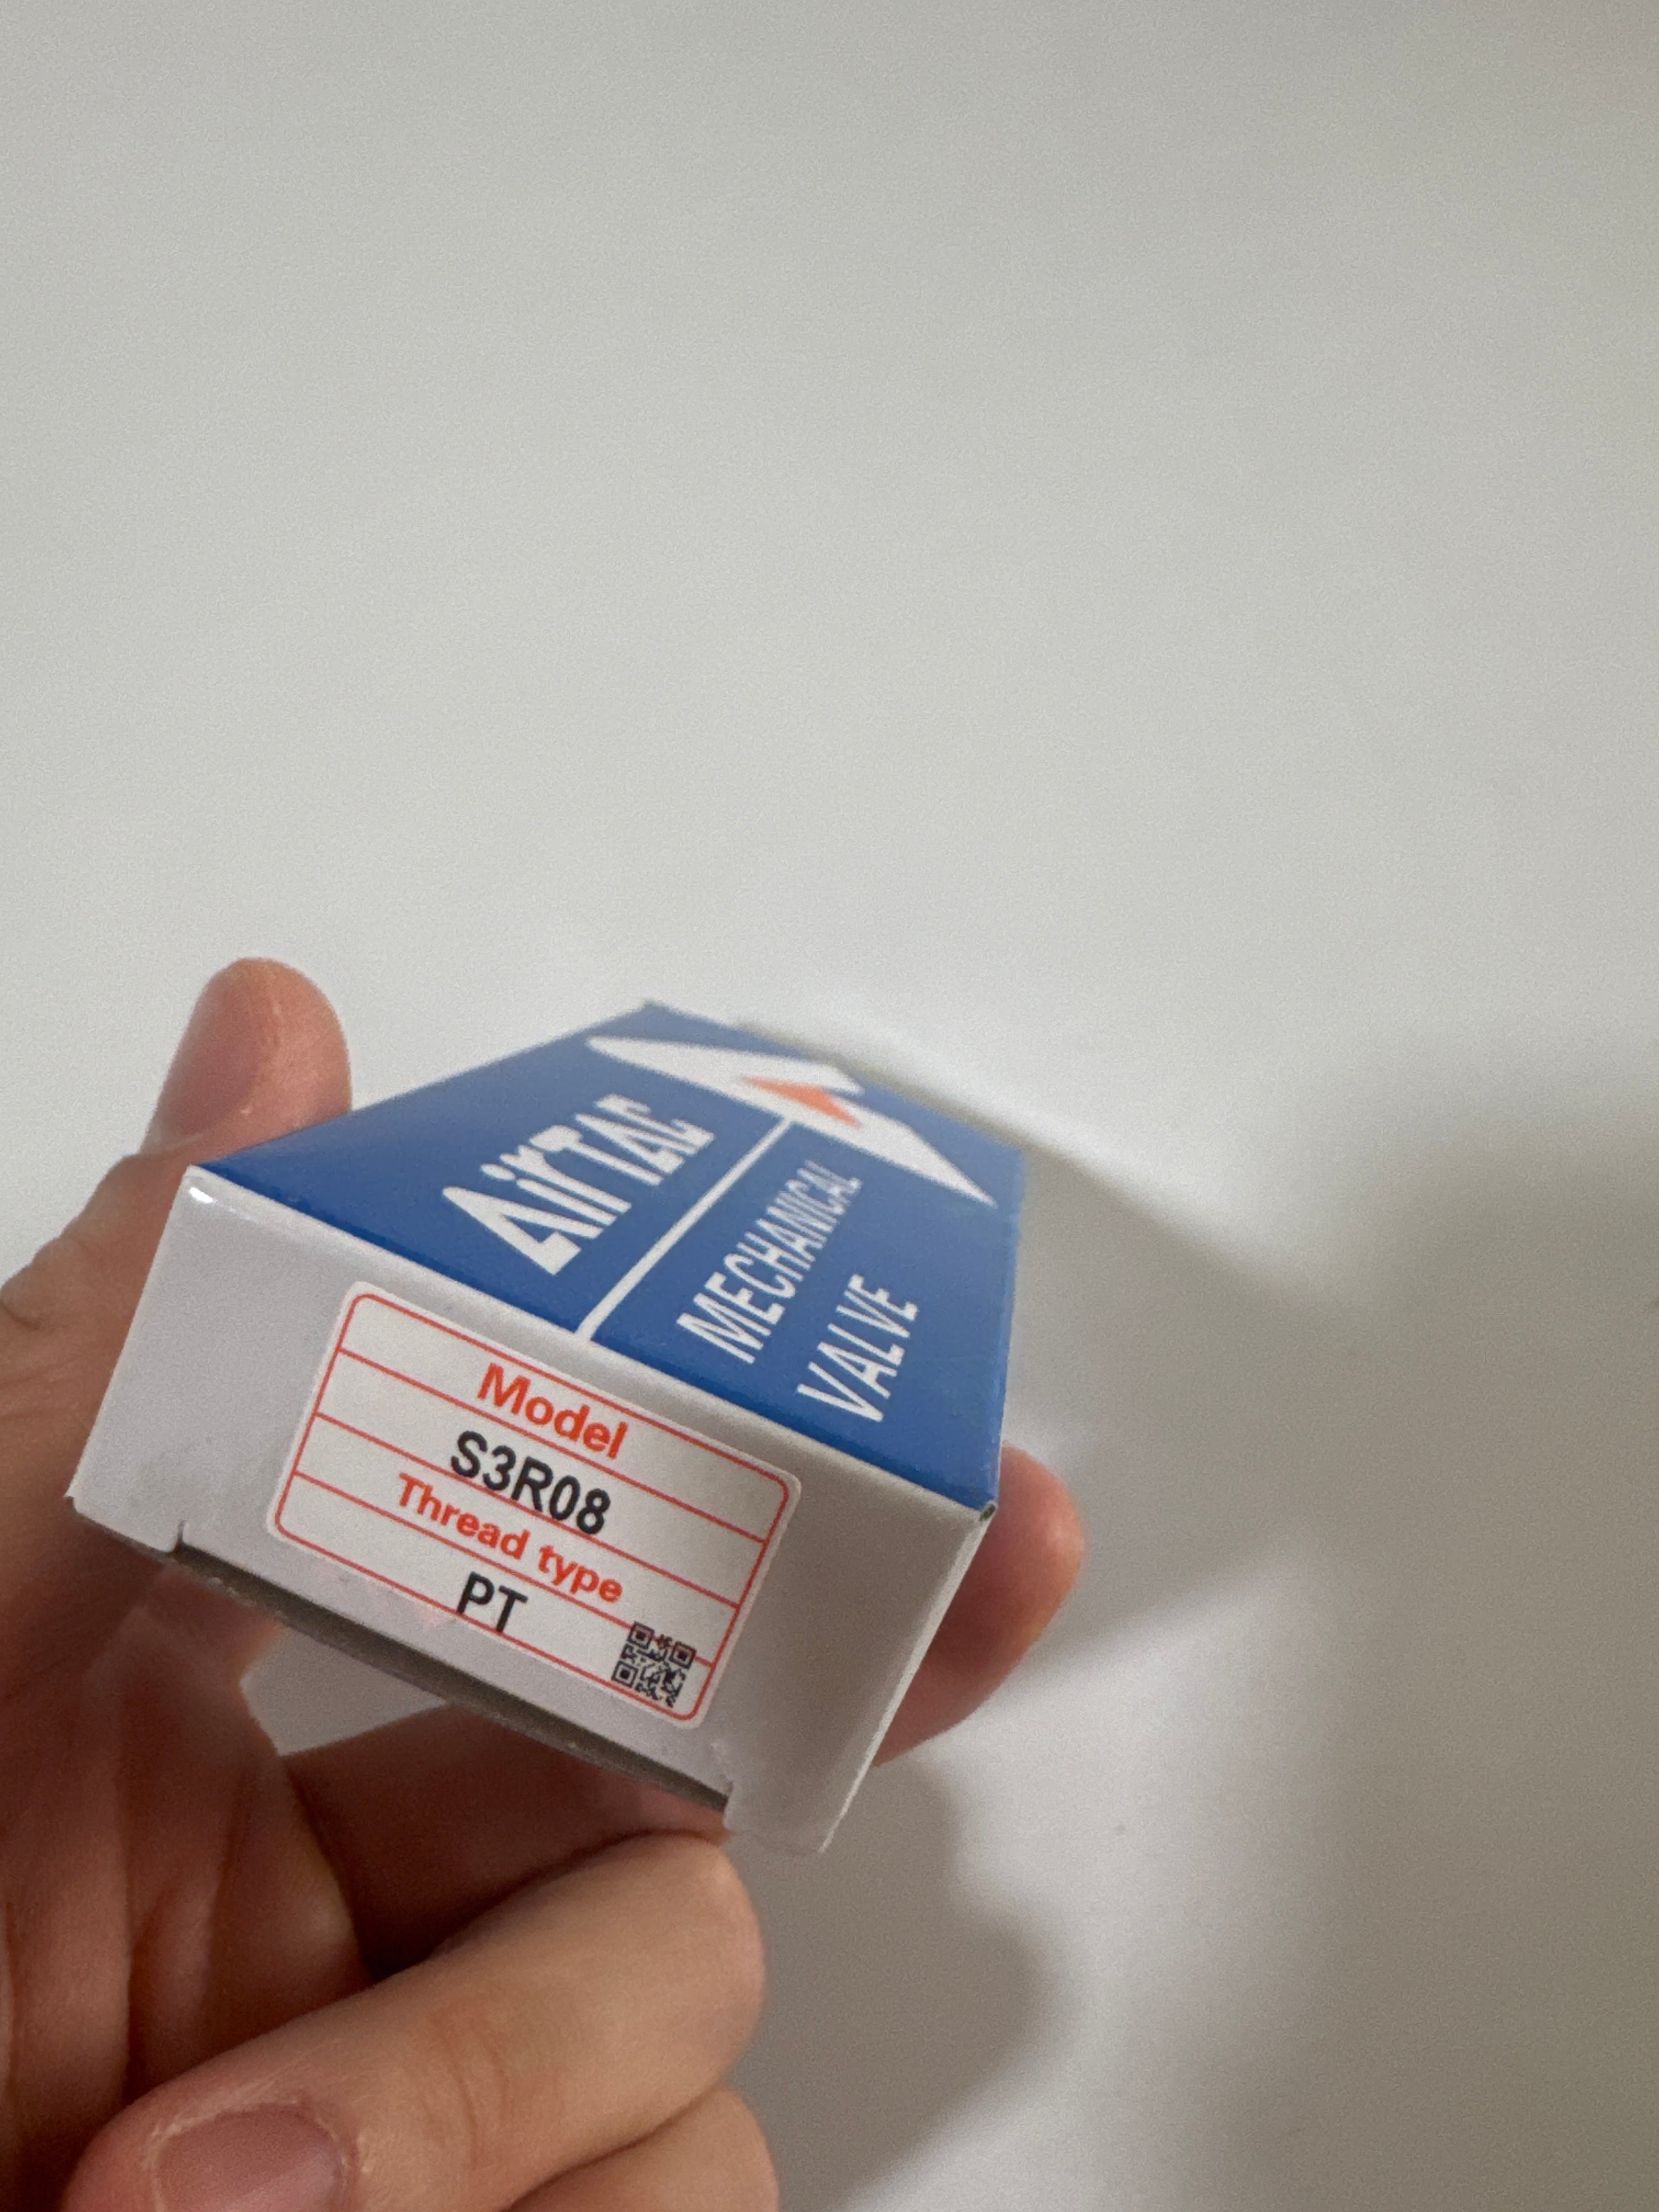 AirTAC
MECHANICAL
VALVE
Model
S3R08
Thread type
PT